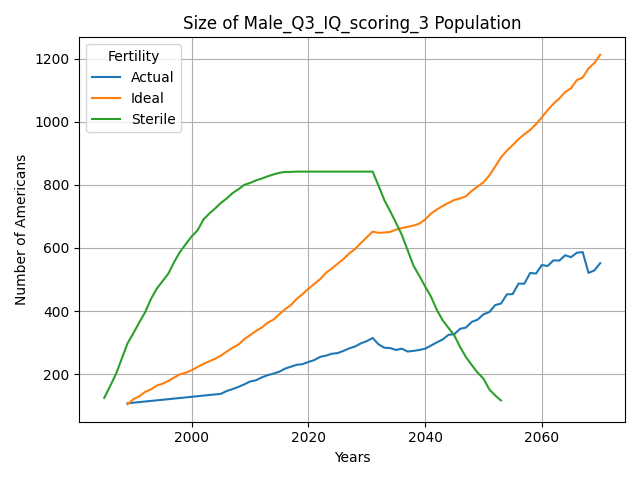 Size of Male_Q3_IQ_scoring_3 Population
Fertility
Actual
Ideal
Sterile
Number of Americans
1200
1000
800
600
400
200
2000
2020
2040
2060
Years